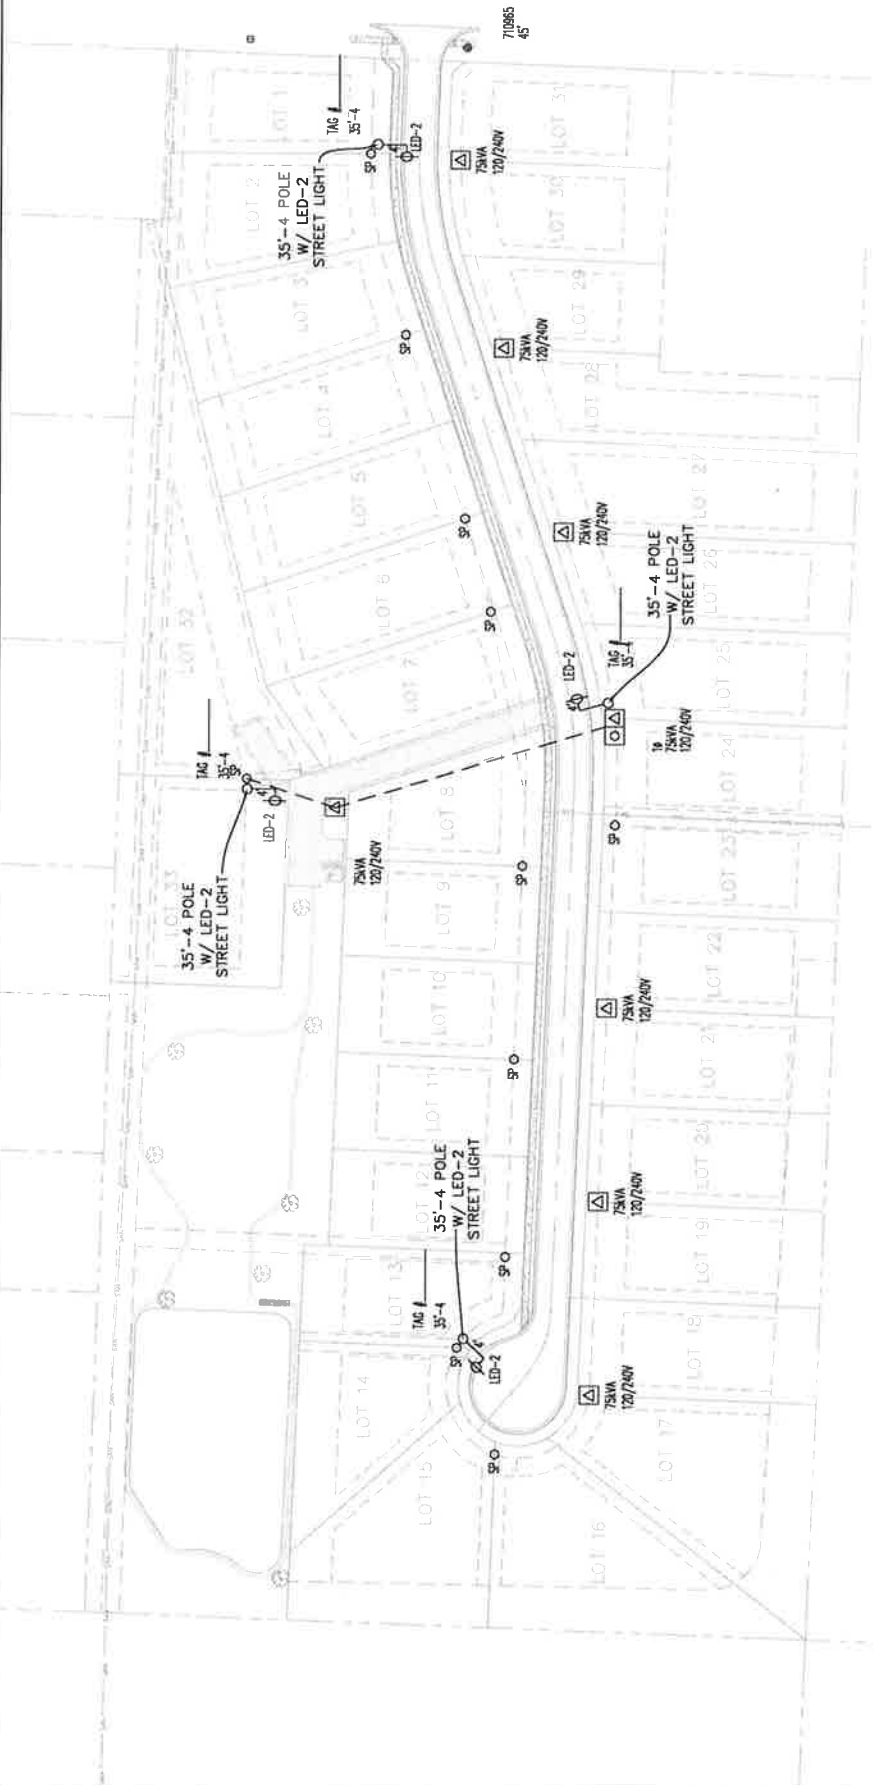 710965
45'
LOT 1
TAG #
35'-4
35'-4 POLE
W/ LED-2
STREET LIGHT
SP
4'
LED-2
75kVA
120/240V
LOT 31
LOT 2
LOT 30
LOT 3
SP
75kVA
120/240V
LOT 29
LOT 4
LOT 28
LOT 5
SP
75kVA
120/240V
LOT 27
LOT 6
SP
LOT 26
35'-4 POLE
W/ LED-2
STREET LIGHT
TAG #
35'-4
LED-2
4'
LOT 32
LOT 7
LOT 25
1Ø
75kVA
120/240V
LOT 24
TAG #
35'-4
SP
4'
LED-2
35'-4 POLE
W/ LED-2
STREET LIGHT
LOT 33
75kVA
120/240V
LOT 8
SP
LOT 23
LOT 9
SP
LOT 22
LOT 10
75kVA
120/240V
LOT 21
LOT 11
SP
LOT 20
LOT 12
35'-4 POLE
W/ LED-2
STREET LIGHT
75kVA
120/240V
LOT 19
LOT 13
SP
TAG #
35'-4
SP
4'
LED-2
LOT 18
75kVA
120/240V
LOT 14
SP
LOT 17
LOT 15
LOT 16